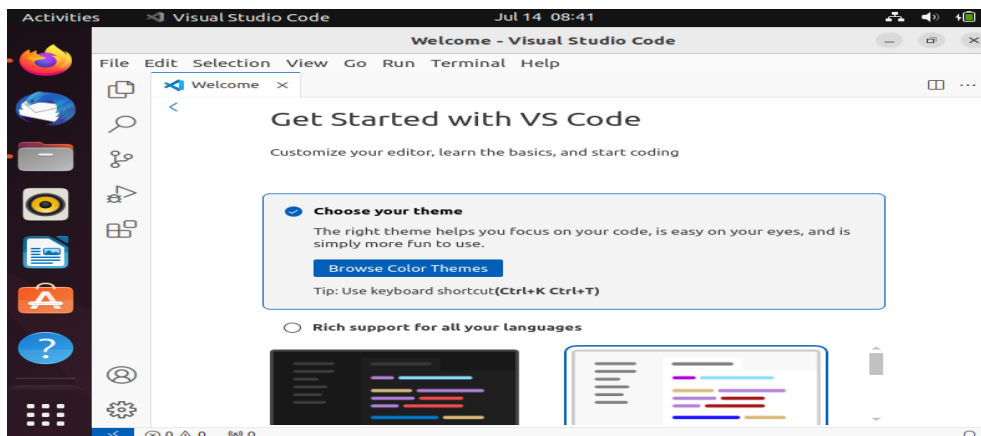 Activities Visual Studio Code Jul 14 08:41
Welcome - Visual Studio Code
File Edit Selection View Go Run Terminal Help
Welcome
Get Started with VS Code
Customize your editor, learn the basics, and start coding
Choose your theme
The right theme helps you focus on your code, is easy on your eyes, and is
simply more fun to use.
Browse Color Themes
Tip: Use keyboard shortcut(Ctrl+K Ctrl+T)
Rich support for all your languages
0 0 0